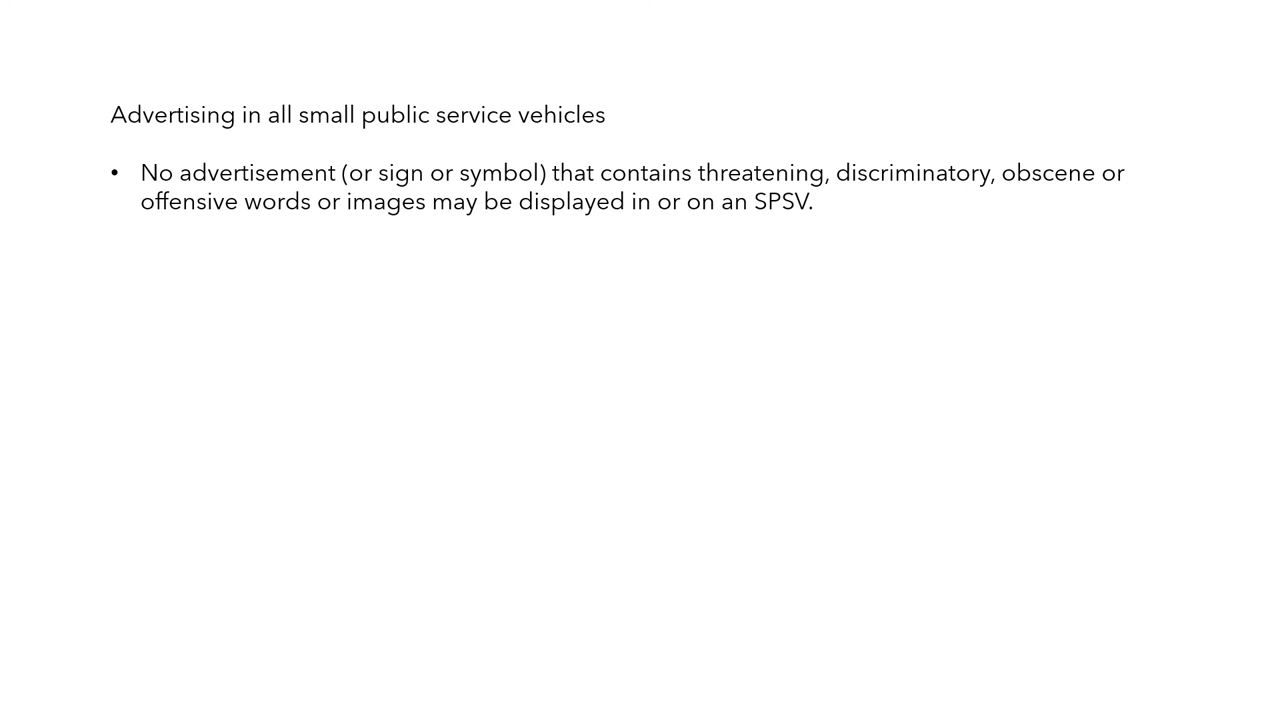 Advertising in all small public service vehicles
• No advertisement (or sign or symbol) that contains threatening, discriminatory, obscene or
offensive words or images may be displayed in or on an SPSV.